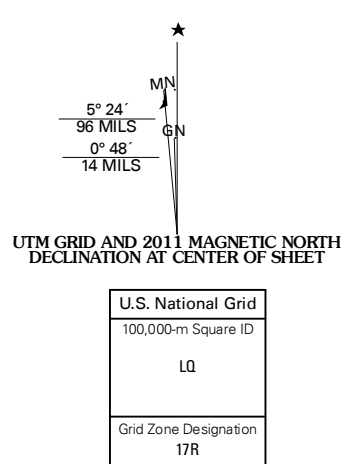 MN
5° 24´
96 MILS
GN
0° 48´
14 MILS
UTM GRID AND 2011 MAGNETIC NORTH
DECLINATION AT CENTER OF SHEET
U.S. National Grid
100,000-m Square ID
LQ
Grid Zone Designation
17R